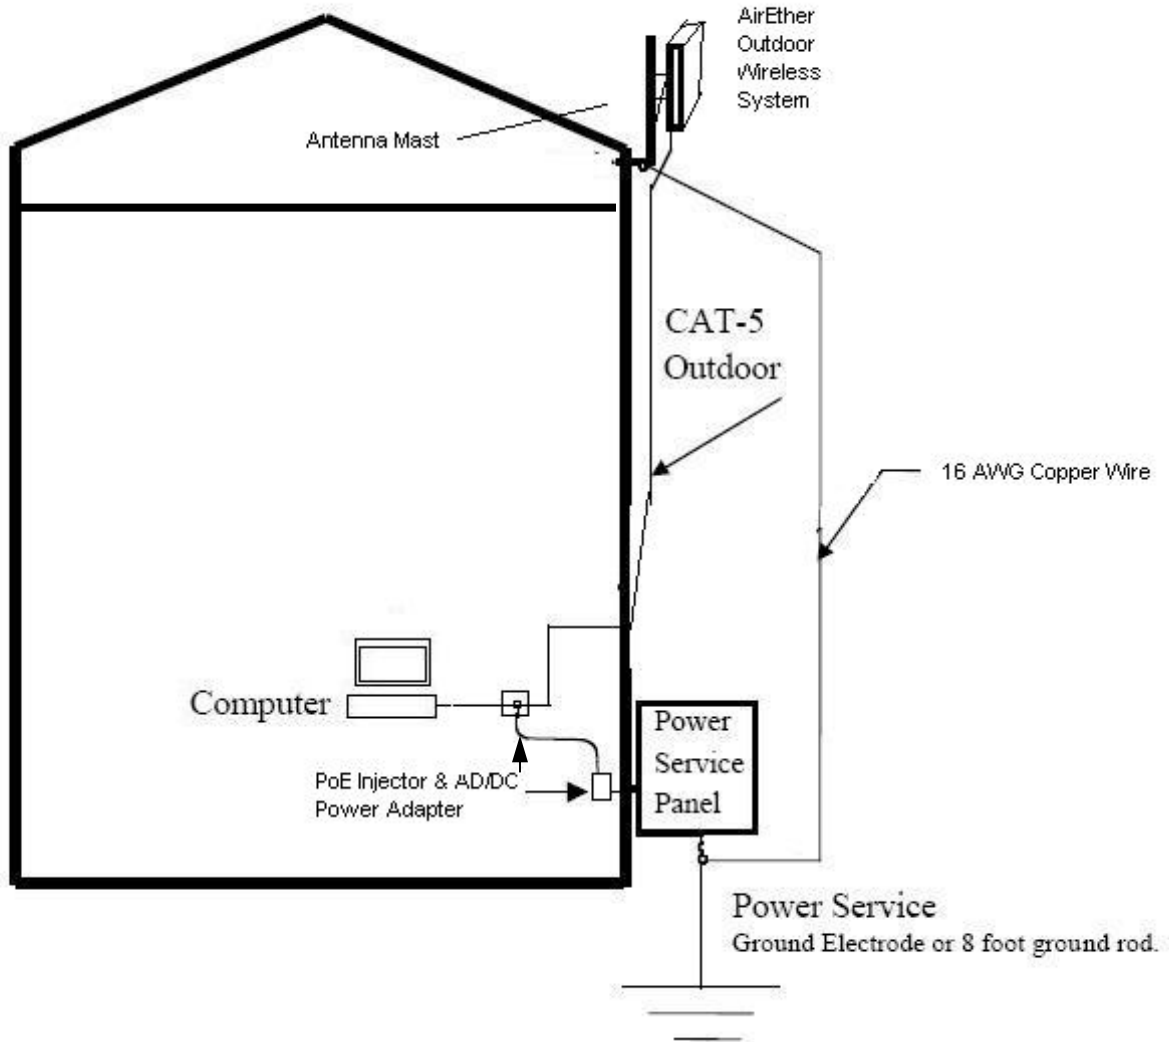 AirEther
Outdoor
Wireless
System
Antenna Mast
CAT-5
Outdoor
16 AWG Copper Wire
Computer
PoE Injector & AD/DC
Power Adapter
Power
Service
Panel
Power Service
Ground Electrode or 8 foot ground rod.